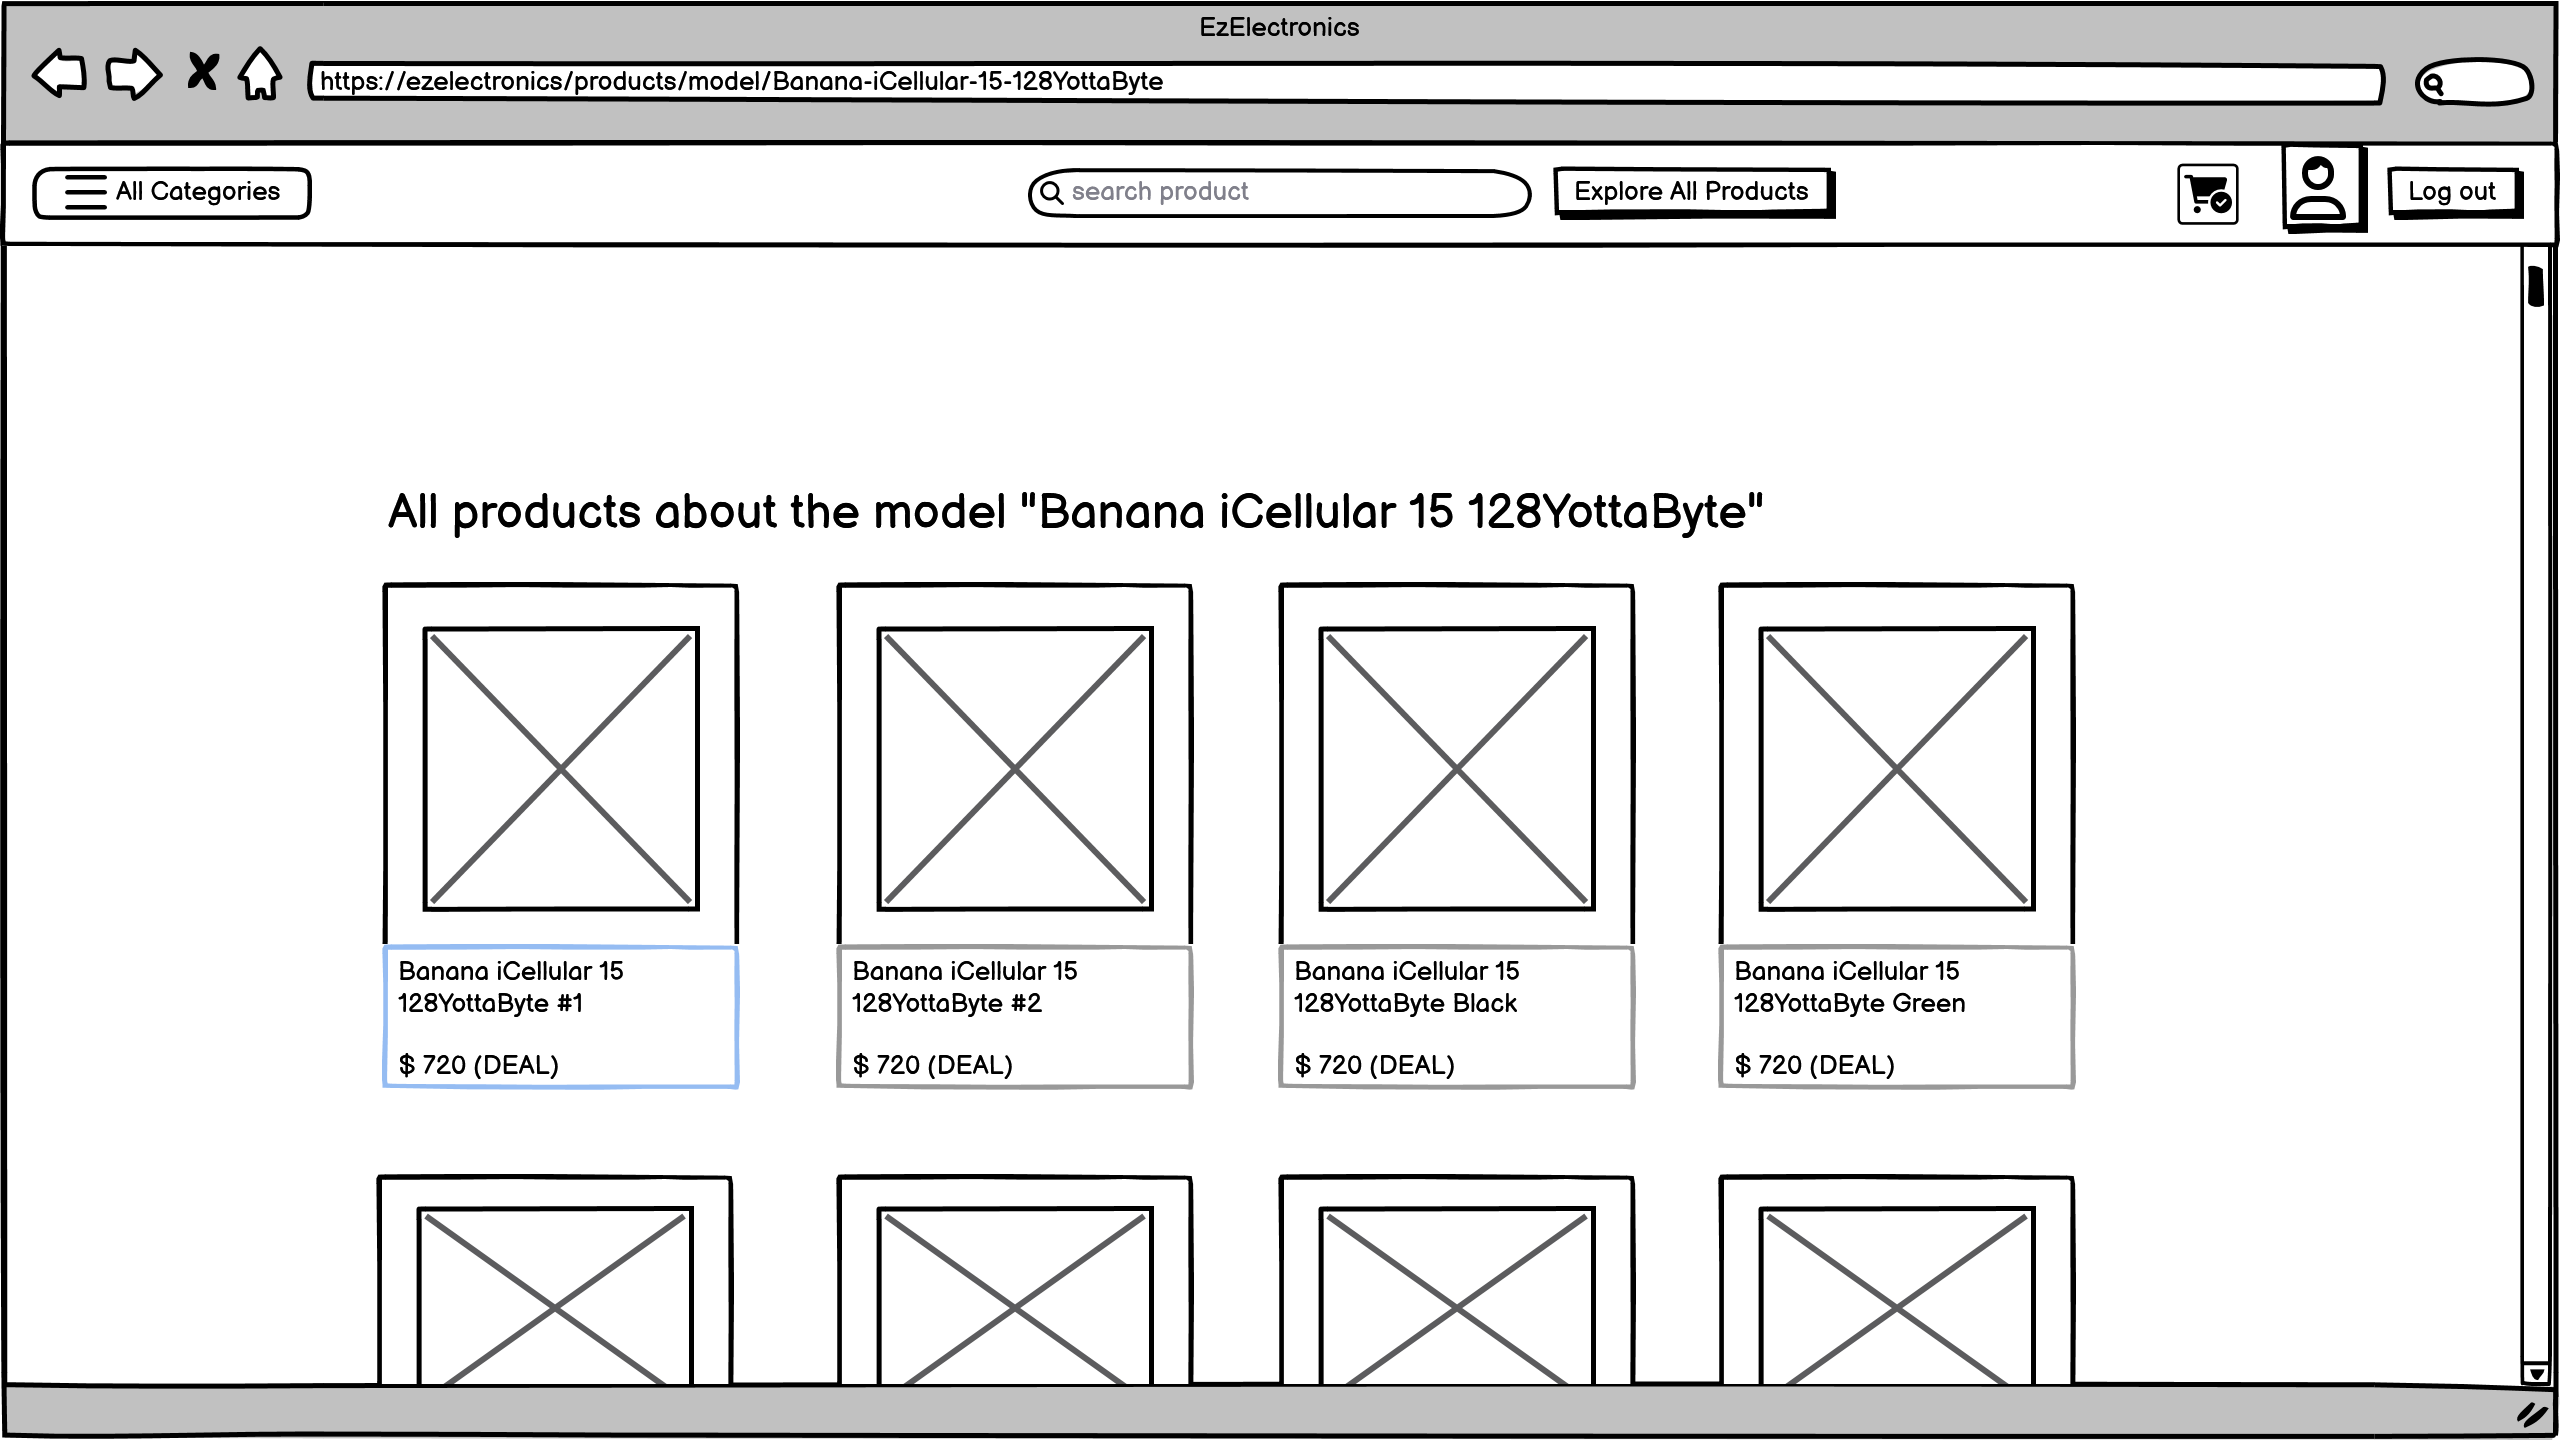 EzElectronics
https://ezelectronics/products/model/Banana-iCellular-15-128YottaByte
All Categories
search product
Explore All Products
Log out
All products about the model "Banana iCellular 15 128YottaByte"
Banana iCellular 15
128YottaByte #1
$ 720 (DEAL)
Banana iCellular 15
128YottaByte #2
$ 720 (DEAL)
Banana iCellular 15
128YottaByte Black
$ 720 (DEAL)
Banana iCellular 15
128YottaByte Green
$ 720 (DEAL)